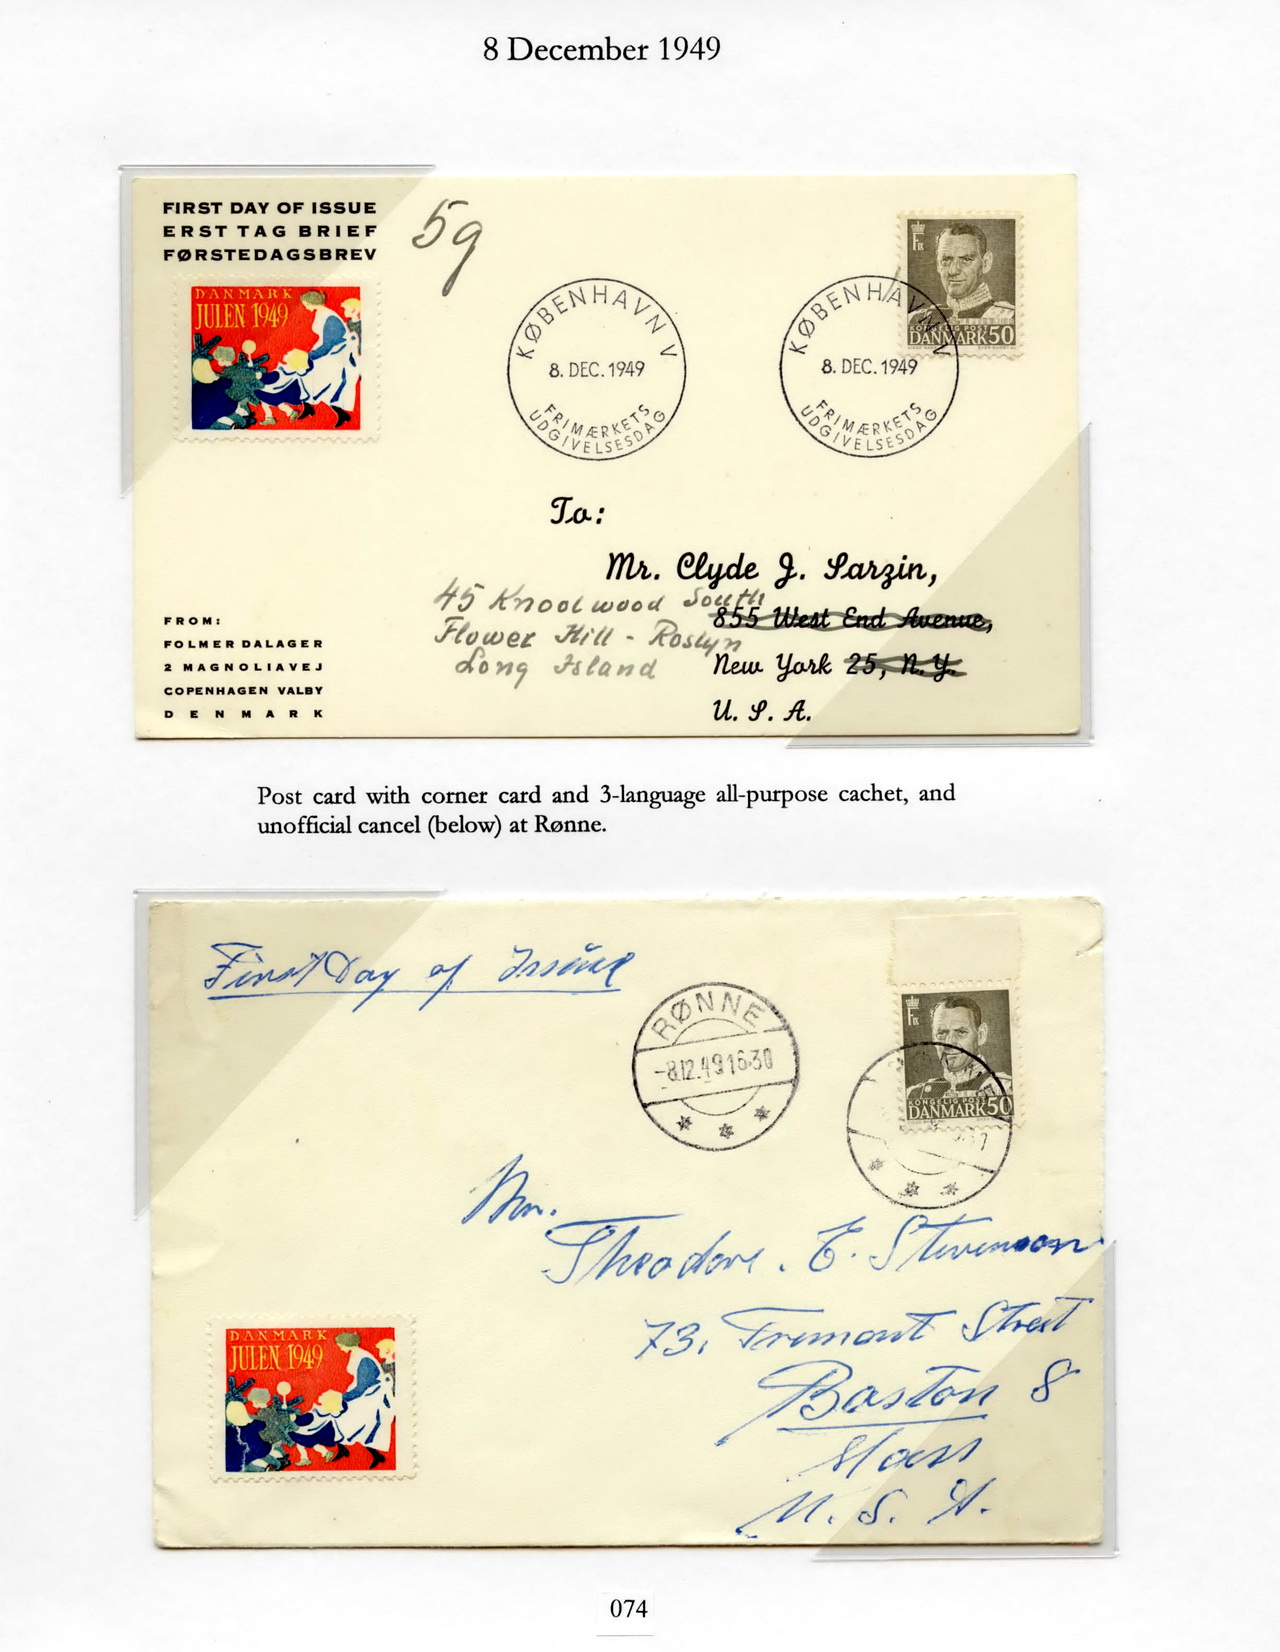 8 December 1949
FIRST DAY OF ISSUE
ERST TAG BRIEF
FØRSTEDAGSBREV
5g
DANMARK
JULEN 1949
KØBENHAVN V
8. DEC. 1949
FRIMÆRKETS
UDGIVELSESDAG
KØBENHAVN V
8. DEC. 1949
FRIMÆRKETS
UDGIVELSESDAG
KONGELIG POST
DANMARK 50
To:
Mr. Clyde J. Sarzin,
855 West End Avenue,
New York 25, N.Y.
U. S. A.
45 Knoolwood South
Flower Hill - Roslyn
Long Island
FROM:
FOLMER DALAGER
2 MAGNOLIAVEJ
COPENHAGEN VALBY
DENMARK
Post card with corner card and 3-language all-purpose cachet, and
unofficial cancel (below) at Rønne.
First Day of Issue
RØNNE
-8.12.49 16.30
KONGELIG POST
DANMARK 50
Mr.
Theodore. E. Stevenson
73, Tremont Street
Boston 8
Mass
U. S. A.
DANMARK
JULEN 1949
074